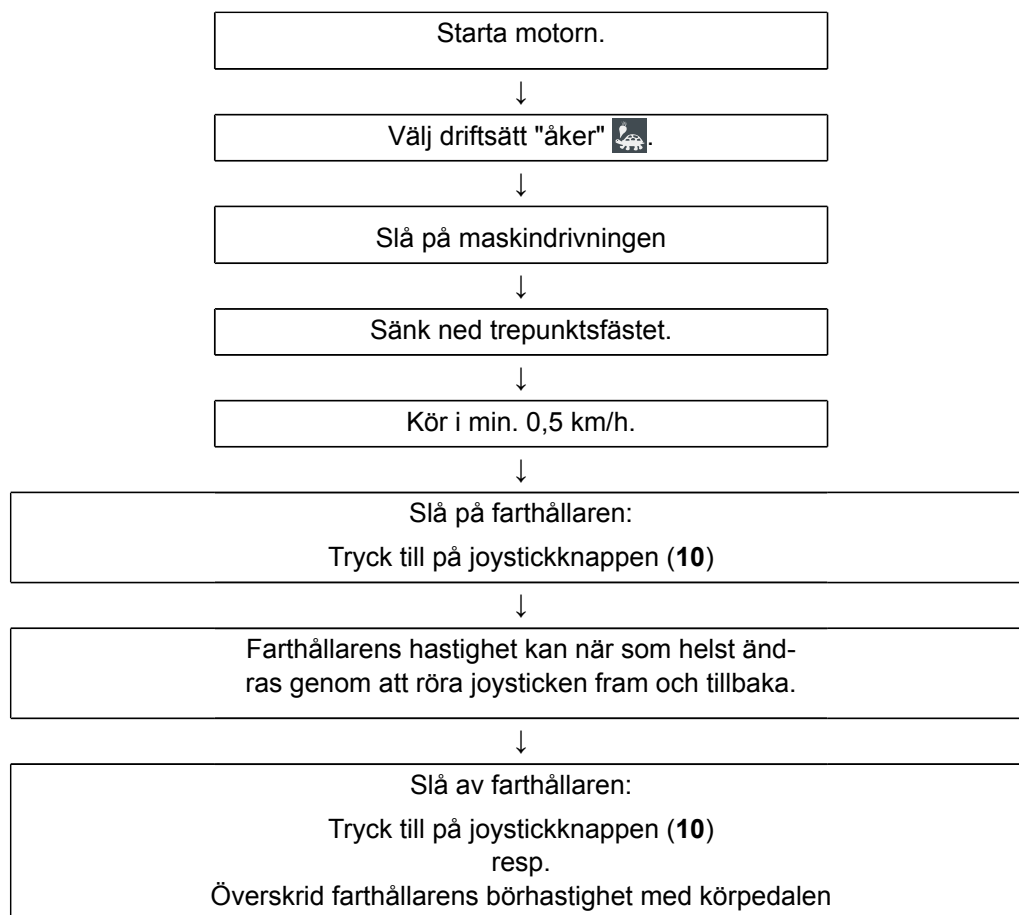 Starta motorn.
↓
Välj driftsätt "åker" .
↓
Slå på maskindrivningen
↓
Sänk ned trepunktsfästet.
↓
Kör i min. 0,5 km/h.
↓
Slå på farthållaren:
Tryck till på joystickknappen (10)
↓
Farthållarens hastighet kan när som helst änd-
ras genom att röra joysticken fram och tillbaka.
↓
Slå av farthållaren:
Tryck till på joystickknappen (10)
resp.
Överskrid farthållarens börhastighet med körpedalen